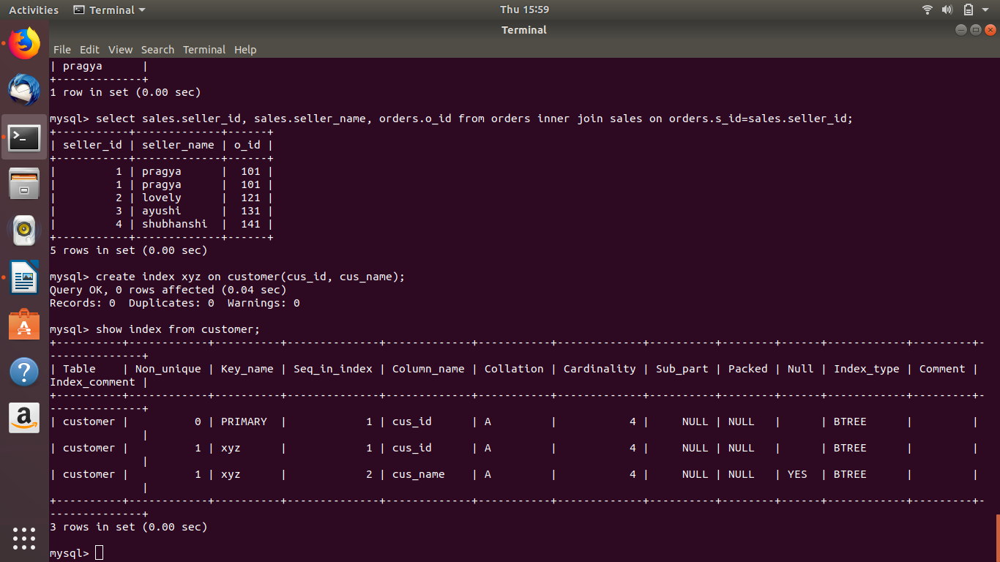 Activities Terminal Thu 15:59
Terminal
File Edit View Search Terminal Help
| pragya      |
+-------------+
1 row in set (0.00 sec)

mysql> select sales.seller_id, sales.seller_name, orders.o_id from orders inner join sales on orders.s_id=sales.seller_id;
+-----------+-------------+------+
| seller_id | seller_name | o_id |
+-----------+-------------+------+
|         1 | pragya      |  101 |
|         1 | pragya      |  101 |
|         2 | lovely      |  121 |
|         3 | ayushi      |  131 |
|         4 | shubhanshi  |  141 |
+-----------+-------------+------+
5 rows in set (0.00 sec)

mysql> create index xyz on customer(cus_id, cus_name);
Query OK, 0 rows affected (0.04 sec)
Records: 0  Duplicates: 0  Warnings: 0

mysql> show index from customer;
+----------+------------+----------+--------------+-------------+-----------+-------------+----------+--------+------+------------+---------+-
--------------+
| Table    | Non_unique | Key_name | Seq_in_index | Column_name | Collation | Cardinality | Sub_part | Packed | Null | Index_type | Comment |
Index_comment |
+----------+------------+----------+--------------+-------------+-----------+-------------+----------+--------+------+------------+---------+-
--------------+
| customer |          0 | PRIMARY  |            1 | cus_id      | A         |           4 |     NULL | NULL   |      | BTREE      |         |
              |
| customer |          1 | xyz      |            1 | cus_id      | A         |           4 |     NULL | NULL   |      | BTREE      |         |
              |
| customer |          1 | xyz      |            2 | cus_name    | A         |           4 |     NULL | NULL   | YES  | BTREE      |         |
              |
+----------+------------+----------+--------------+-------------+-----------+-------------+----------+--------+------+------------+---------+-
--------------+
3 rows in set (0.00 sec)

mysql>